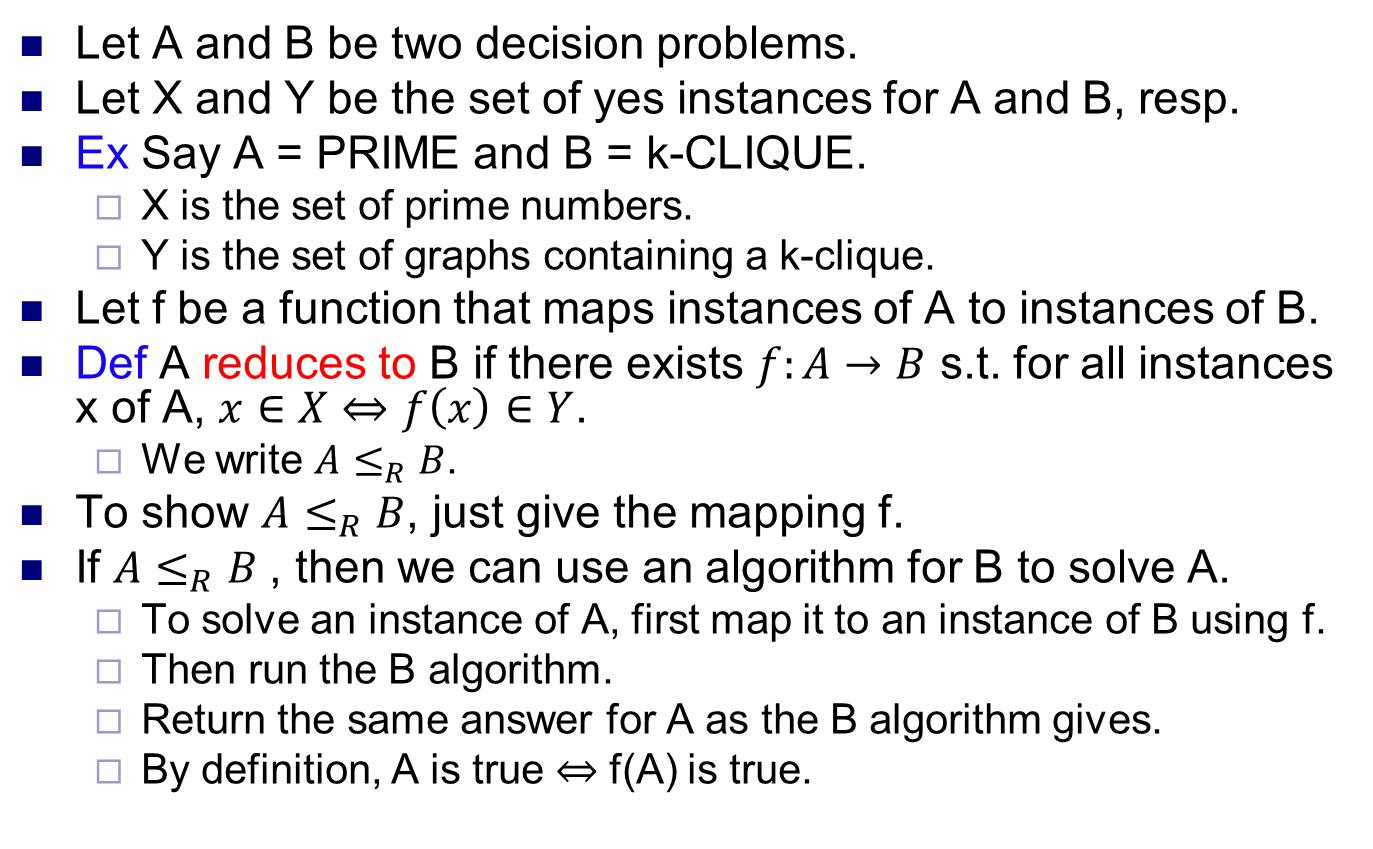 Let A and B be two decision problems.
Let X and Y be the set of yes instances for A and B, resp.
Ex Say A = PRIME and B = k-CLIQUE.
X is the set of prime numbers.
Y is the set of graphs containing a k-clique.
Let f be a function that maps instances of A to instances of B.
Def A reduces to B if there exists f: A → B s.t. for all instances
x of A, x ∈ X ⇔ f(x) ∈ Y.
We write A ≤_R B.
To show A ≤_R B, just give the mapping f.
If A ≤_R B , then we can use an algorithm for B to solve A.
To solve an instance of A, first map it to an instance of B using f.
Then run the B algorithm.
Return the same answer for A as the B algorithm gives.
By definition, A is true ⇔ f(A) is true.